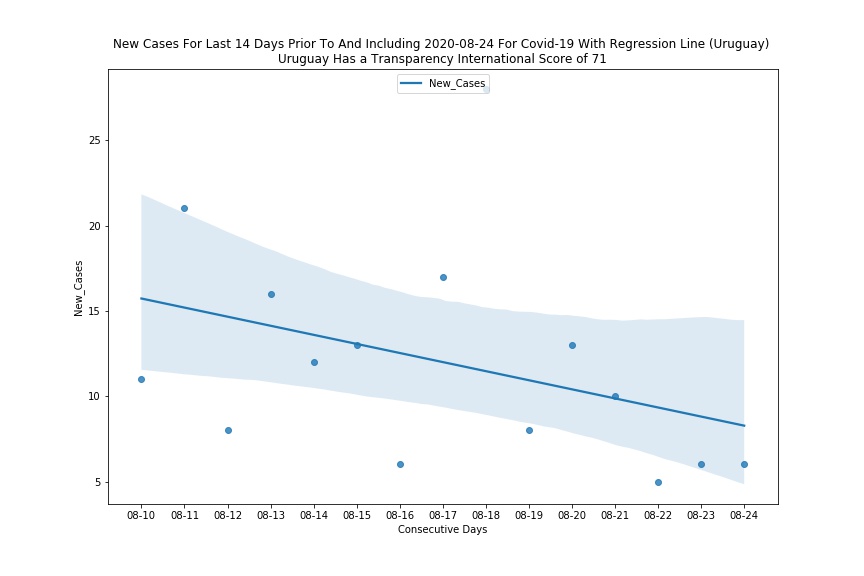 New Cases For Last 14 Days Prior To And Including 2020-08-24 For Covid-19 With Regression Line (Uruguay)
Uruguay Has a Transparency International Score of 71
New_Cases
25
20
15
10
5
New_Cases
08-10 08-11 08-12 08-13 08-14 08-15 08-16 08-17 08-18 08-19 08-20 08-21 08-22 08-23 08-24
Consecutive Days